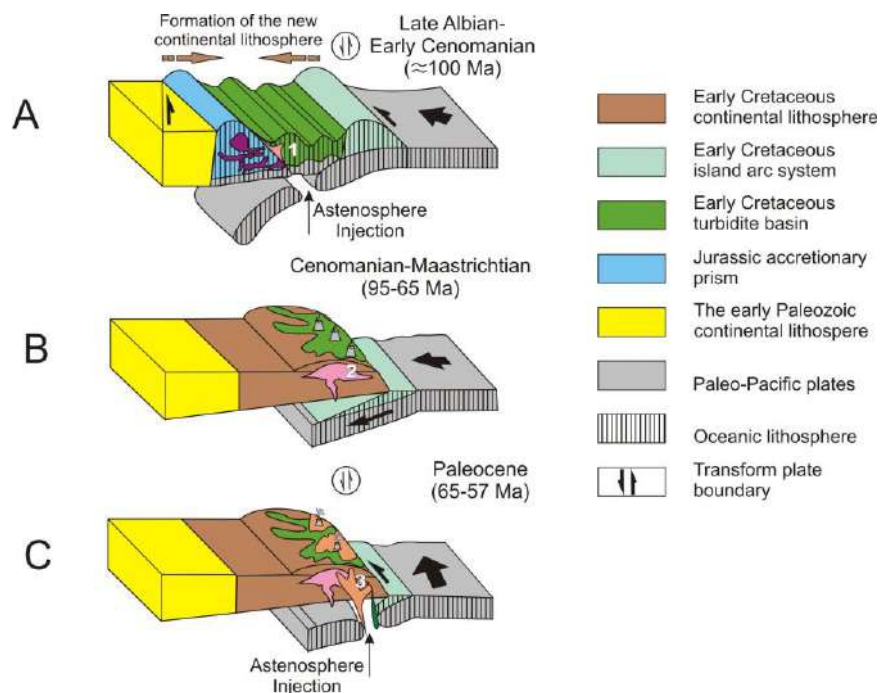 Formation of the new
continental lithosphere
Late Albian-
Early Cenomanian
(≈100 Ma)
A
1
Astenosphere
Injection
Cenomanian-Maastrichtian
(95-65 Ma)
B
2
Paleocene
(65-57 Ma)
C
3
Astenosphere
Injection
Early Cretaceous
continental lithosphere
Early Cretaceous
island arc system
Early Cretaceous
turbidite basin
Jurassic accretionary
prism
The early Paleozoic
continental lithospere
Paleo-Pacific plates
Oceanic lithosphere
Transform plate
boundary